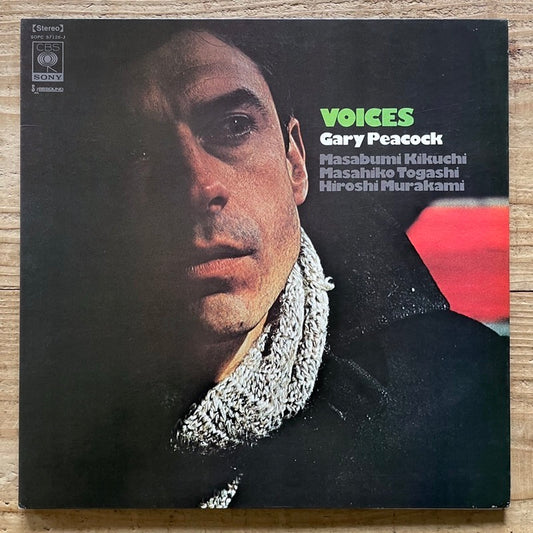 【Stereo】
CBS
SONY
VOICES
Gary Peacock
Masabumi Kikuchi
Masahiko Togashi
Hiroshi Murakami